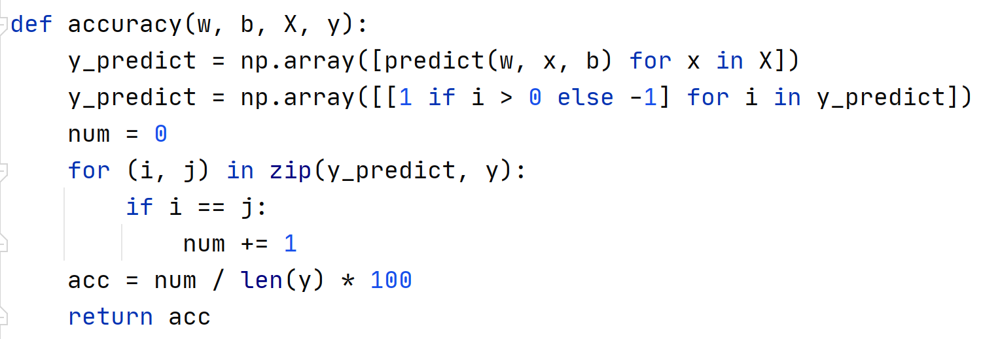 def accuracy(w, b, X, y):
    y_predict = np.array([predict(w, x, b) for x in X])
    y_predict = np.array([[1 if i > 0 else -1] for i in y_predict])
    num = 0
    for (i, j) in zip(y_predict, y):
        if i == j:
            num += 1
    acc = num / len(y) * 100
    return acc